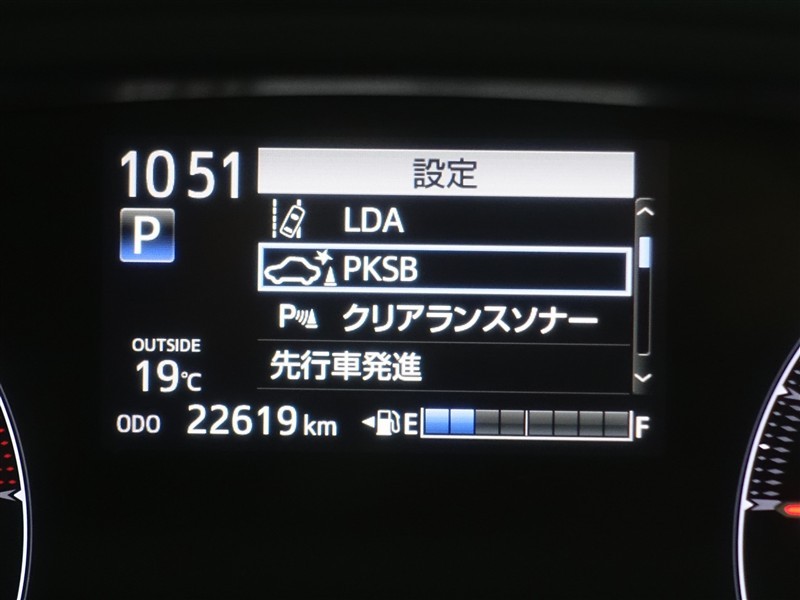 10 51
設定
P
LDA
PKSB
P クリアランスソナー
OUTSIDE
19℃
先行車発進
ODO 22619 km
E F